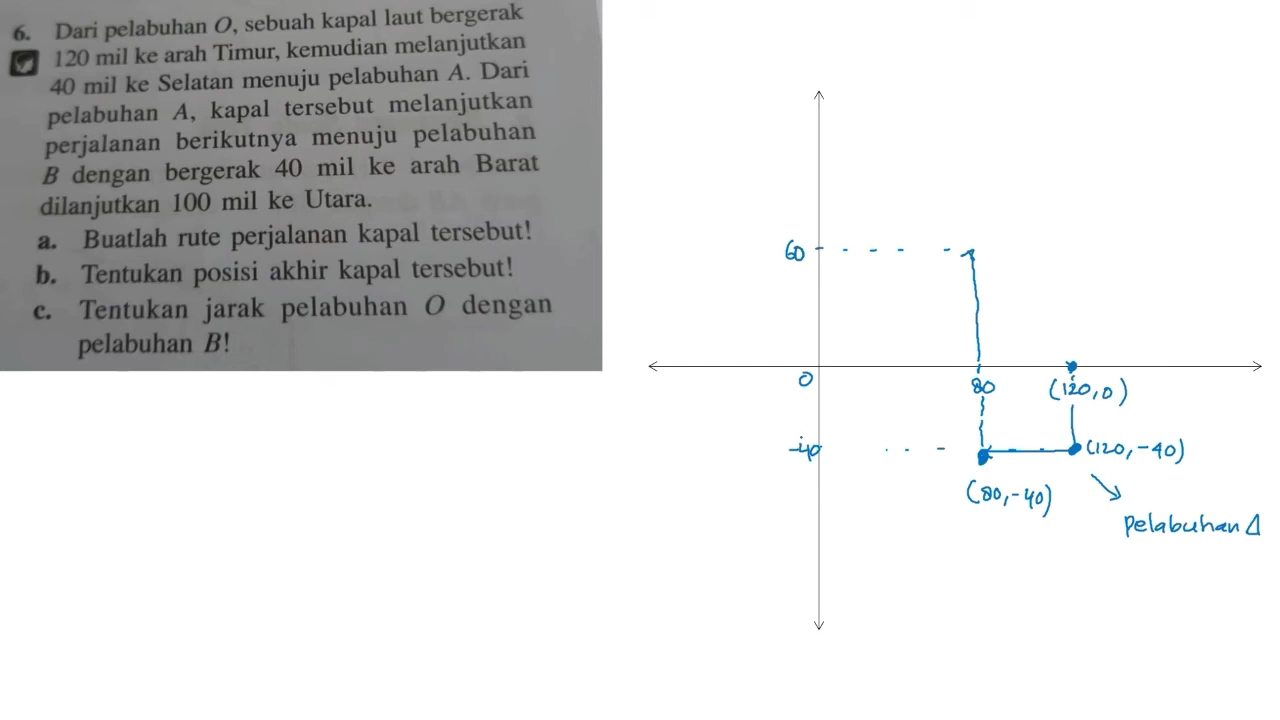 6. Dari pelabuhan O, sebuah kapal laut bergerak
120 mil ke arah Timur, kemudian melanjutkan
40 mil ke Selatan menuju pelabuhan A. Dari
pelabuhan A, kapal tersebut melanjutkan
perjalanan berikutnya menuju pelabuhan
B dengan bergerak 40 mil ke arah Barat
dilanjutkan 100 mil ke Utara.
a. Buatlah rute perjalanan kapal tersebut!
b. Tentukan posisi akhir kapal tersebut!
c. Tentukan jarak pelabuhan O dengan
pelabuhan B!
60
0
80
(120,0)
-40
(120,-40)
(80,-40)
Pelabuhan A